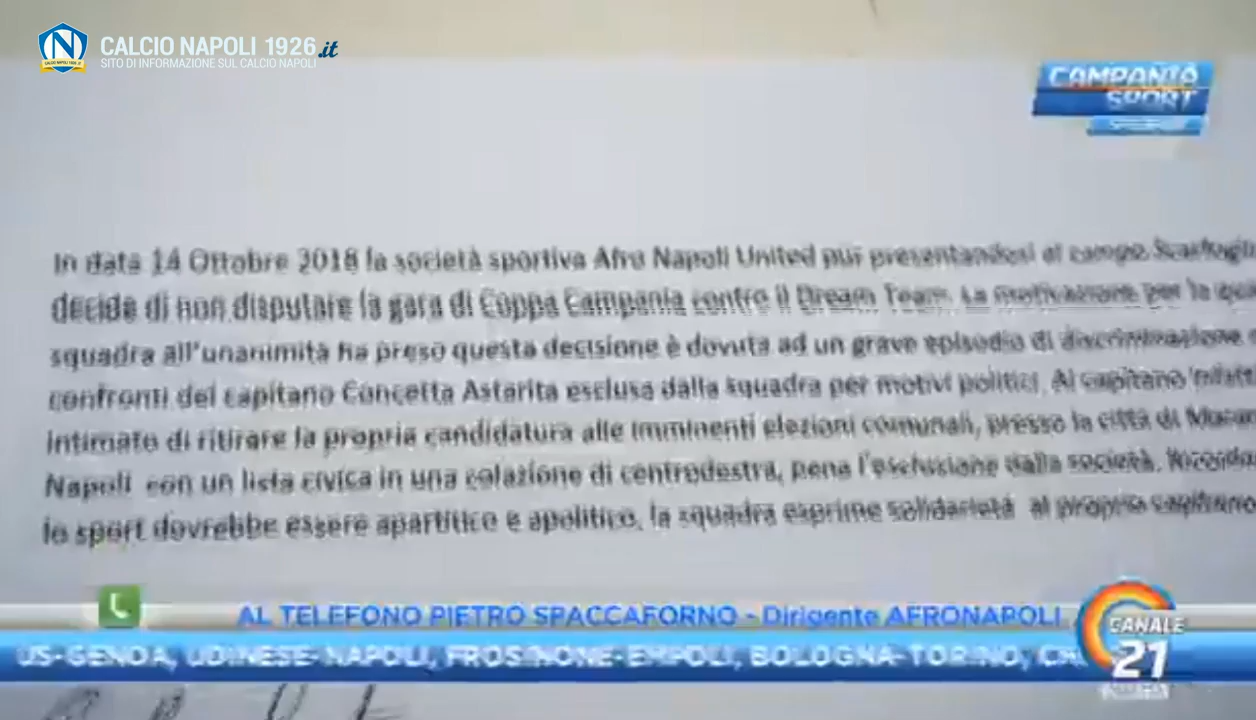 CALCIO NAPOLI 1926.it
SITO DI INFORMAZIONE SUL CALCIO NAPOLI
CAMPANIA
SPORT
In data 14 Ottobre 2018 la società sportiva Afro Napoli United pur presentandosi al campo
decide di non disputare la gara di Coppa Campania contro il Dream Team. La motivazione per la
squadra all'unanimità ha preso questa decisione è dovuta ad un grave episodio di discriminazione
confronti del capitano Concetta Astarita esclusa dalla squadra per motivi politici. Al capitano
intimato di ritirare la propria candidatura alle imminenti elezioni comunali, presso la città di
Napoli con un lista civica in una colazione di centrodestra, pena l'esclusione dalla società.
lo sport dovrebbe essere apartitico e apolitico, la squadra esprime solidarietà al proprio capitano
AL TELEFONO PIETRO SPACCAFORNO - Dirigente AFRONAPOLI
US-GENOA, UDINESE-NAPOLI, FROSINONE-EMPOLI, BOLOGNA-TORINO,
CANALE
21